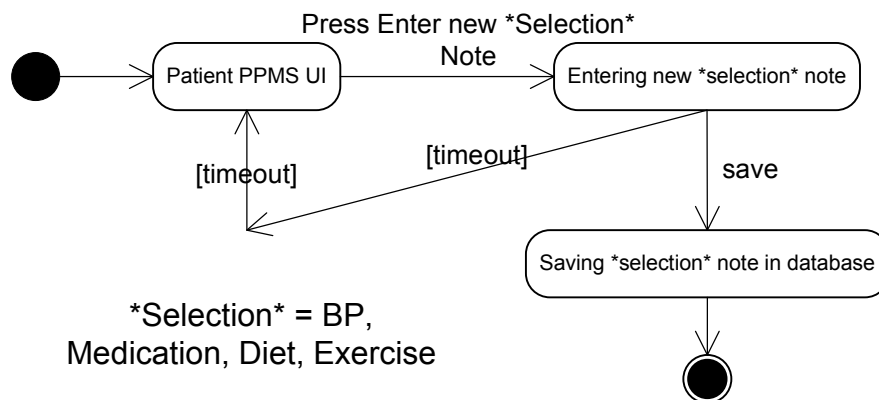 Press Enter new *Selection*
Note
Patient PPMS UI
Entering new *selection* note
[timeout]
[timeout]
save
Saving *selection* note in database
*Selection* = BP,
Medication, Diet, Exercise